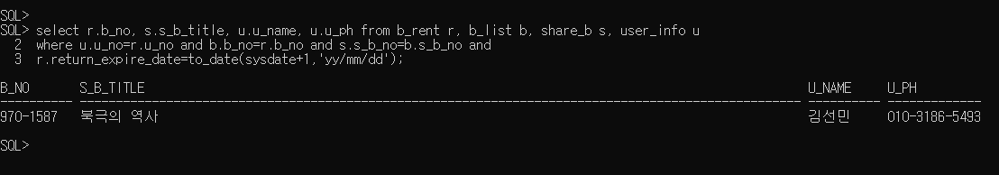 SQL>
SQL> select r.b_no, s.s_b_title, u.u_name, u.u_ph from b_rent r, b_list b, share_b s, user_info u
2 where u.u_no=r.u_no and b.b_no=r.b_no and s.s_b_no=b.s_b_no and
3 r.return_expire_date=to_date(sysdate+1,'yy/mm/dd');
B_NO S_B_TITLE U_NAME U_PH
---------- ---------------------------------------------------------------------------------------------------- ---------- -------------
970-1587 북극의 역사 김선민 010-3186-5493
SQL>